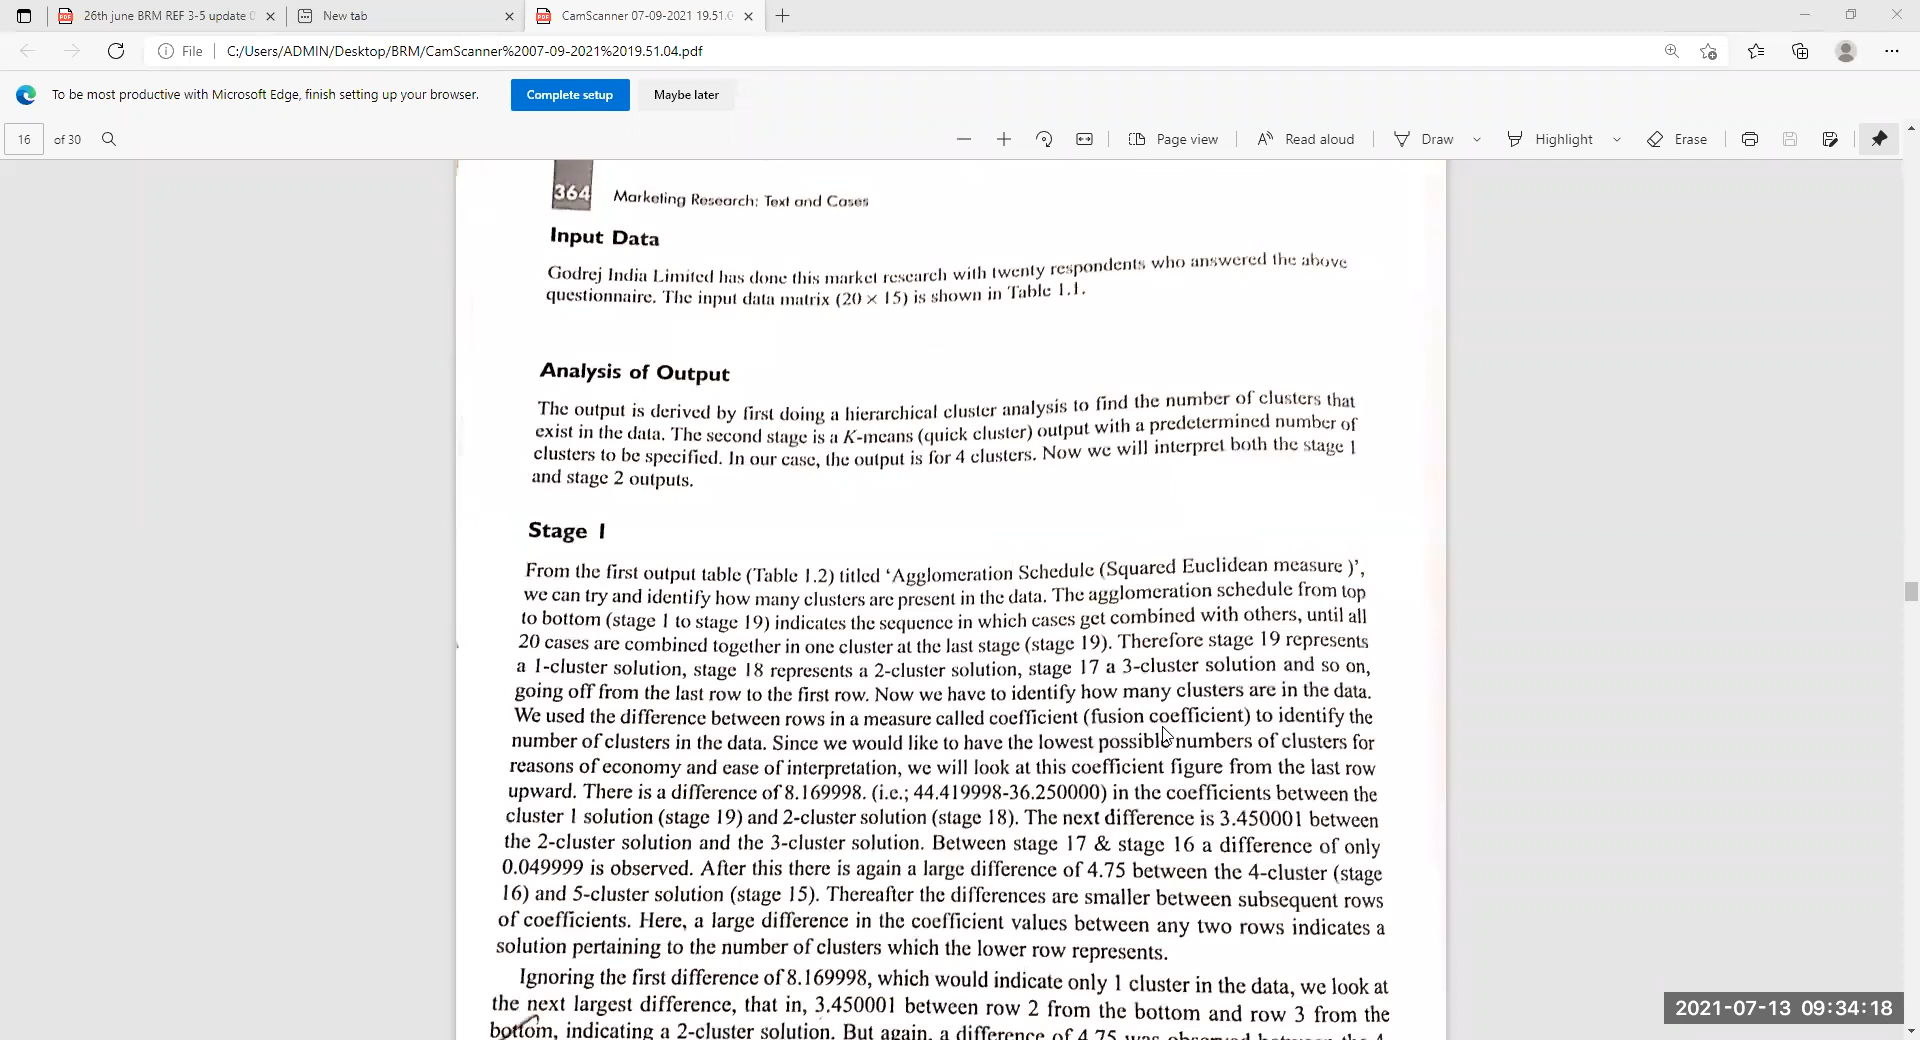 26th june BRM REF 3-5 update
New tab
CamScanner 07-09-2021 19.51.0
File
C:/Users/ADMIN/Desktop/BRM/CamScanner%2007-09-2021%2019.51.04.pdf
To be most productive with Microsoft Edge, finish setting up your browser.
Complete setup
Maybe later
16 of 30
Page view
Read aloud
Draw
Highlight
Erase
364 Marketing Research: Text and Cases
Input Data
Godrej India Limited has done this market research with twenty respondents who answered the above
questionnaire. The input data matrix (20 × 15) is shown in Table 1.1.
Analysis of Output
The output is derived by first doing a hierarchical cluster analysis to find the number of clusters that
exist in the data. The second stage is a K-means (quick cluster) output with a predetermined number of
clusters to be specified. In our case, the output is for 4 clusters. Now we will interpret both the stage 1
and stage 2 outputs.
Stage 1
From the first output table (Table 1.2) titled ‘Agglomeration Schedule (Squared Euclidean measure )’,
we can try and identify how many clusters are present in the data. The agglomeration schedule from top
to bottom (stage 1 to stage 19) indicates the sequence in which cases get combined with others, until all
20 cases are combined together in one cluster at the last stage (stage 19). Therefore stage 19 represents
a 1-cluster solution, stage 18 represents a 2-cluster solution, stage 17 a 3-cluster solution and so on,
going off from the last row to the first row. Now we have to identify how many clusters are in the data.
We used the difference between rows in a measure called coefficient (fusion coefficient) to identify the
number of clusters in the data. Since we would like to have the lowest possible numbers of clusters for
reasons of economy and ease of interpretation, we will look at this coefficient figure from the last row
upward. There is a difference of 8.169998. (i.e.; 44.419998-36.250000) in the coefficients between the
cluster 1 solution (stage 19) and 2-cluster solution (stage 18). The next difference is 3.450001 between
the 2-cluster solution and the 3-cluster solution. Between stage 17 & stage 16 a difference of only
0.049999 is observed. After this there is again a large difference of 4.75 between the 4-cluster (stage
16) and 5-cluster solution (stage 15). Thereafter the differences are smaller between subsequent rows
of coefficients. Here, a large difference in the coefficient values between any two rows indicates a
solution pertaining to the number of clusters which the lower row represents.
Ignoring the first difference of 8.169998, which would indicate only 1 cluster in the data, we look at
the next largest difference, that in, 3.450001 between row 2 from the bottom and row 3 from the
bottom, indicating a 2-cluster solution. But again, a difference of 4.75 was observed between the 4-
2021-07-13 09:34:18